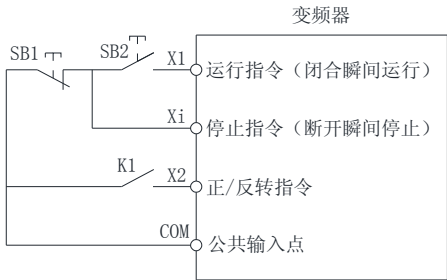 变频器
SB1
SB2
X1
运行指令（闭合瞬间运行）
Xi
停止指令（断开瞬间停止）
K1
X2
正/反转指令
COM
公共输入点